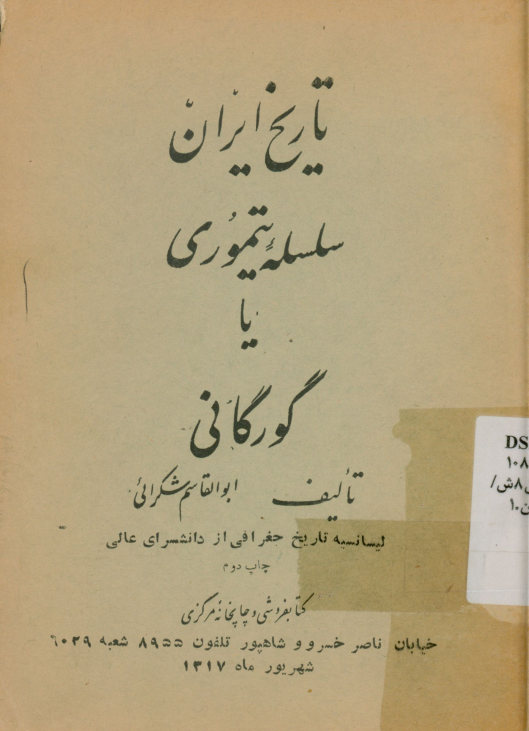 تاریخ ایران
سلسلهٔ تیموری
یا
گورگانی
تألیف ابوالقاسم شکرائی
لیسانسیه تاریخ جغرافی از دانشسرای عالی
چاپ دوم
کتابفروشی و چاپخانهٔ مرکزی
خیابان ناصر خسرو و شاهپور تلفون ۸۹۵۵ شعبه ۶۰۲۹
شهریور ماه ۱۳۱۷
DS
۱۰۸